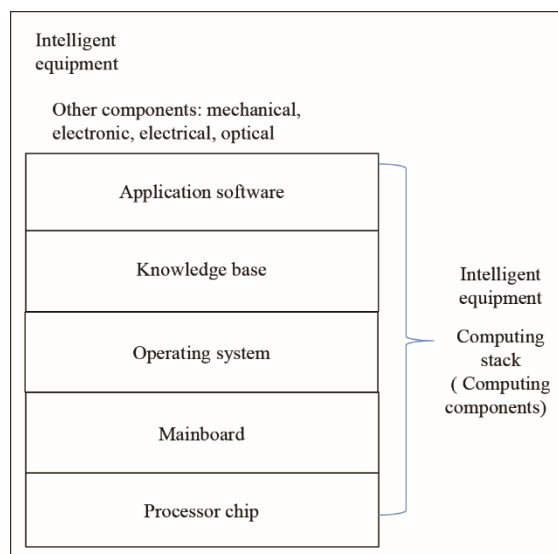 Intelligent
equipment
Other components: mechanical,
electronic, electrical, optical
Application software
Knowledge base
Operating system
Mainboard
Processor chip
Intelligent
equipment
Computing
stack
( Computing
components)